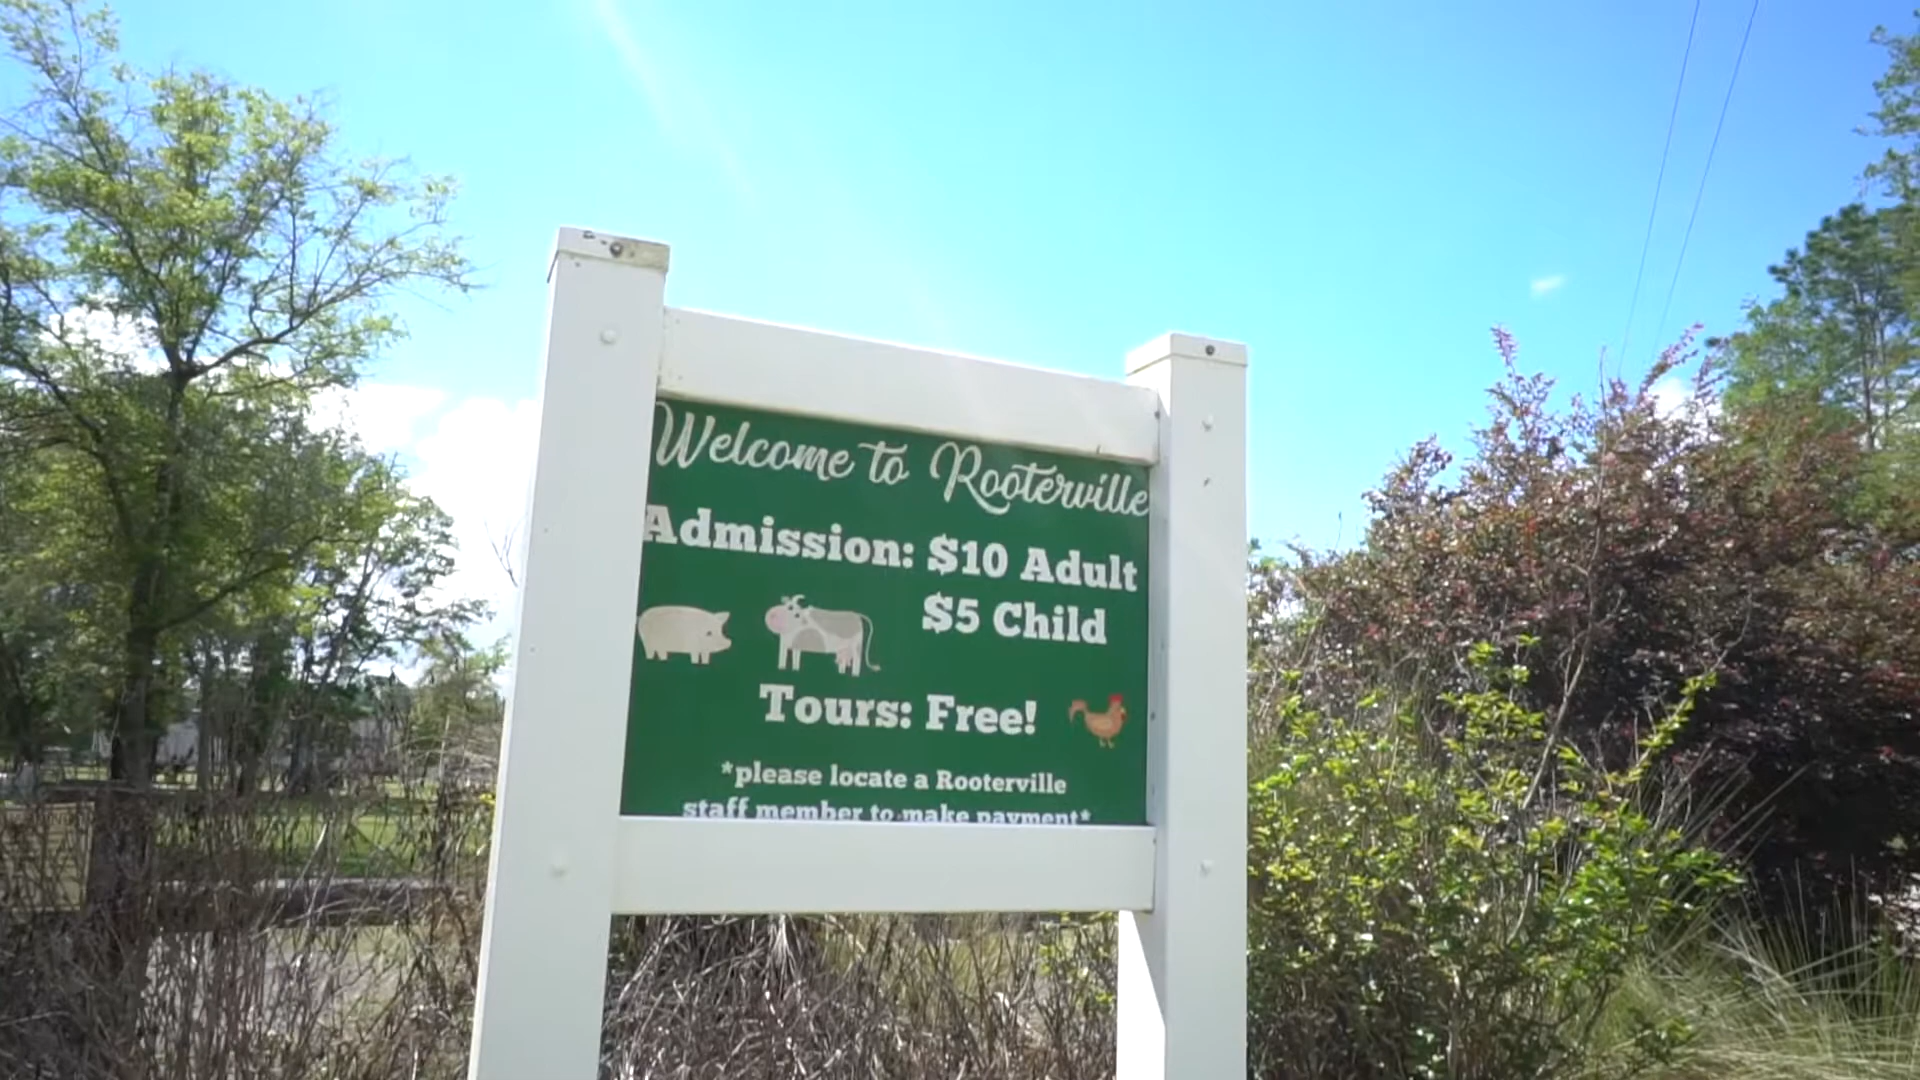 Welcome to Rooterville
Admission: $10 Adult
$5 Child
Tours: Free!
*please locate a Rooterville
staff member to make payment*